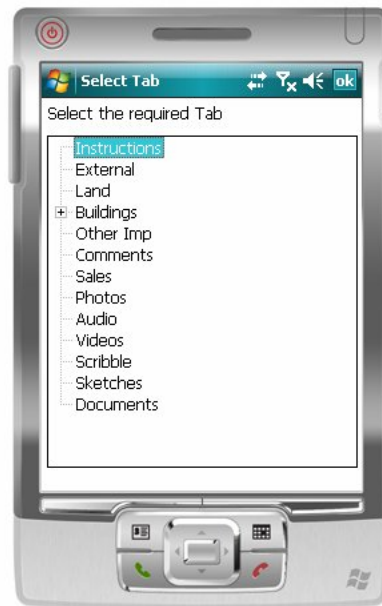 Select Tab
ok
Select the required Tab
Instructions
External
Land
Buildings
Other Imp
Comments
Sales
Photos
Audio
Videos
Scribble
Sketches
Documents